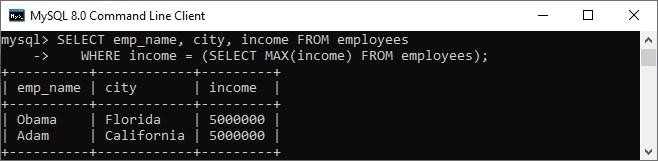 MySQL 8.0 Command Line Client
mysql> SELECT emp_name, city, income FROM employees
    ->    WHERE income = (SELECT MAX(income) FROM employees);
+----------+------------+---------+
| emp_name | city       | income  |
+----------+------------+---------+
| Obama    | Florida    | 5000000 |
| Adam     | California | 5000000 |
+----------+------------+---------+